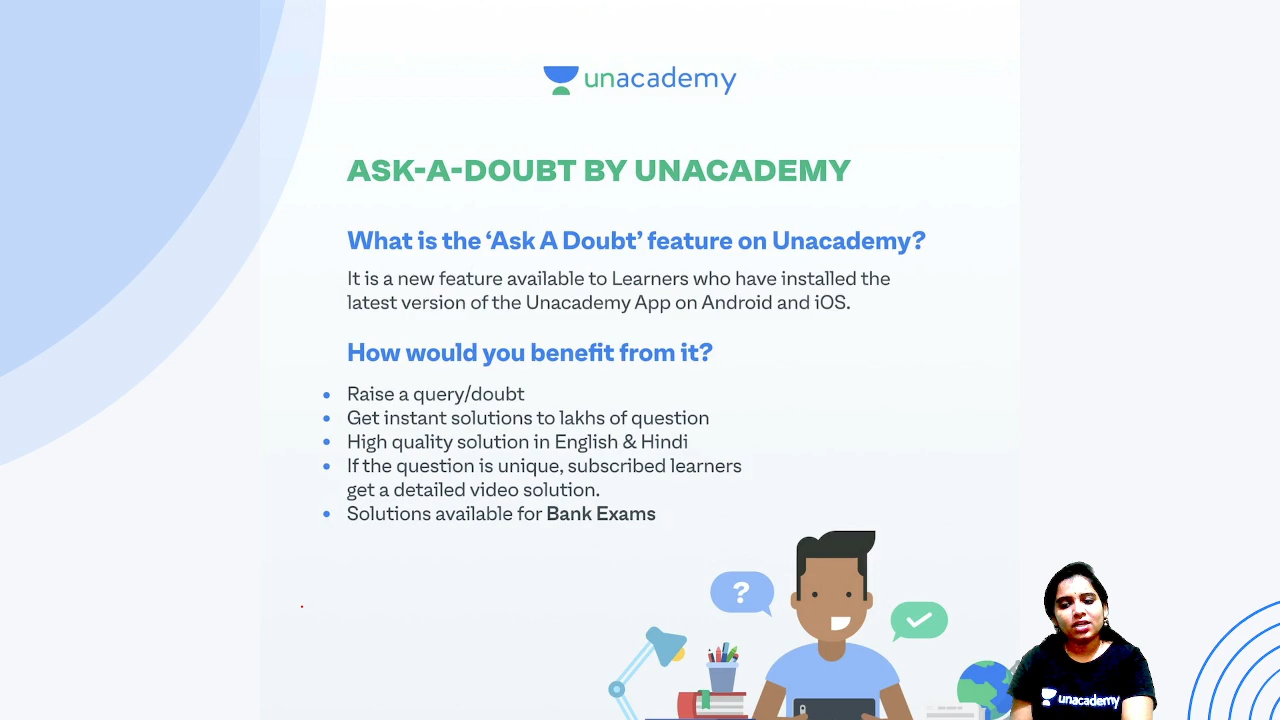 unacademy
ASK-A-DOUBT BY UNACADEMY
What is the ‘Ask A Doubt’ feature on Unacademy?
It is a new feature available to Learners who have installed the
latest version of the Unacademy App on Android and iOS.
How would you benefit from it?
• Raise a query/doubt
• Get instant solutions to lakhs of question
• High quality solution in English & Hindi
• If the question is unique, subscribed learners
get a detailed video solution.
• Solutions available for Bank Exams
?
unacademy